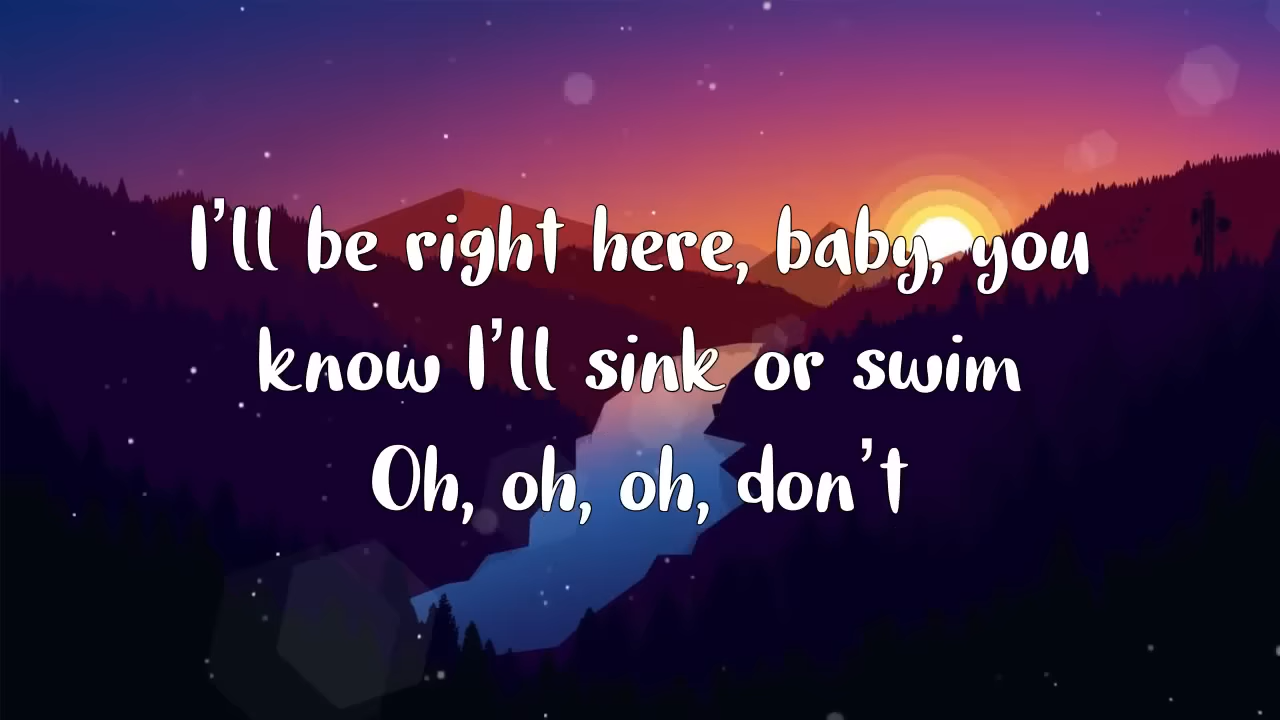 I'll be right here, baby, you
know I'll sink or swim
Oh, oh, oh, don't